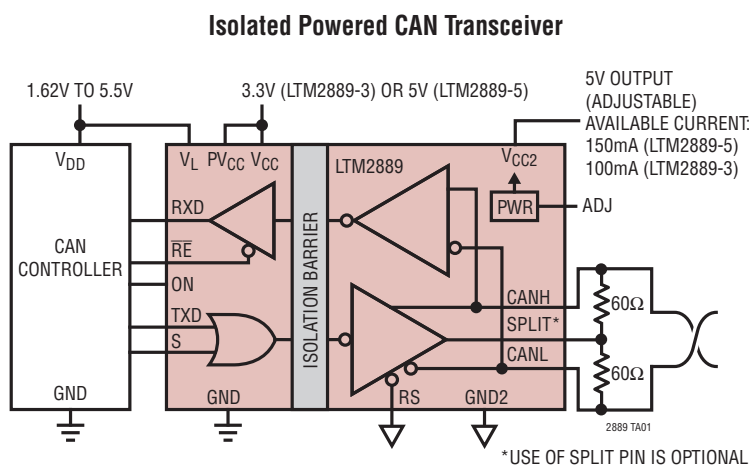 Isolated Powered CAN Transceiver
1.62V TO 5.5V
3.3V (LTM2889-3) OR 5V (LTM2889-5)
5V OUTPUT
(ADJUSTABLE)
AVAILABLE CURRENT:
150mA (LTM2889-5)
100mA (LTM2889-3)
VDD
VL
PVCC
VCC
LTM2889
VCC2
PWR
ADJ
RXD
RE
ON
TXD
S
CAN
CONTROLLER
ISOLATION BARRIER
CANH
SPLIT*
CANL
60Ω
60Ω
GND
GND
RS
GND2
2889 TA01
*USE OF SPLIT PIN IS OPTIONAL